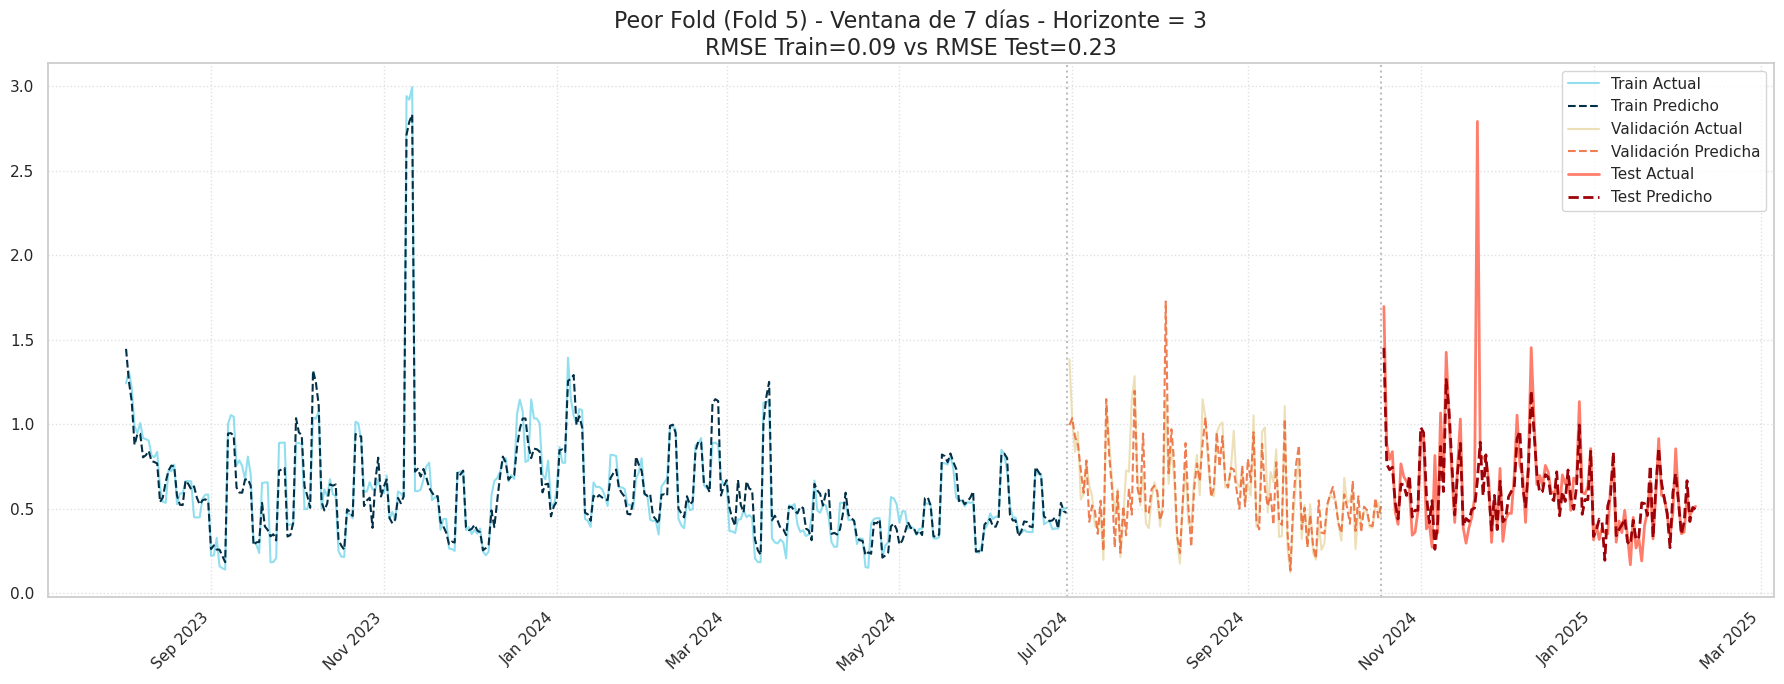 Peor Fold (Fold 5) - Ventana de 7 días - Horizonte = 3
RMSE Train=0.09 vs RMSE Test=0.23
Train Actual
Train Predicho
Validación Actual
Validación Predicha
Test Actual
Test Predicho
3.0
2.5
2.0
1.5
1.0
0.5
0.0
Sep 2023
Nov 2023
Jan 2024
Mar 2024
May 2024
Jul 2024
Sep 2024
Nov 2024
Jan 2025
Mar 2025